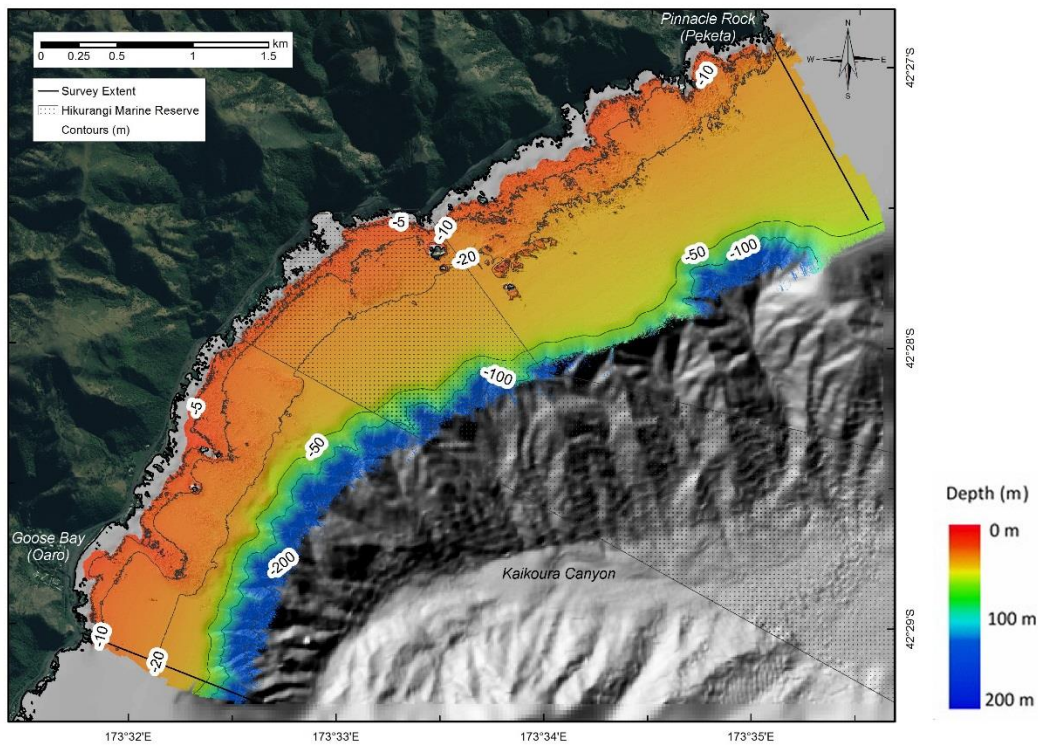 Pinnacle Rock
(Peketa)
km
0 0.25 0.5 1 1.5
Survey Extent
Hikurangi Marine Reserve
Contours (m)
N
W E
S
42°27'S
-10
-5
-10
-20
-50
-100
42°28'S
-100
-5
-50
Goose Bay
(Oaro)
-200
Kaikoura Canyon
-10
-20
42°29'S
173°32'E 173°33'E 173°34'E 173°35'E
Depth (m)
0 m
100 m
200 m